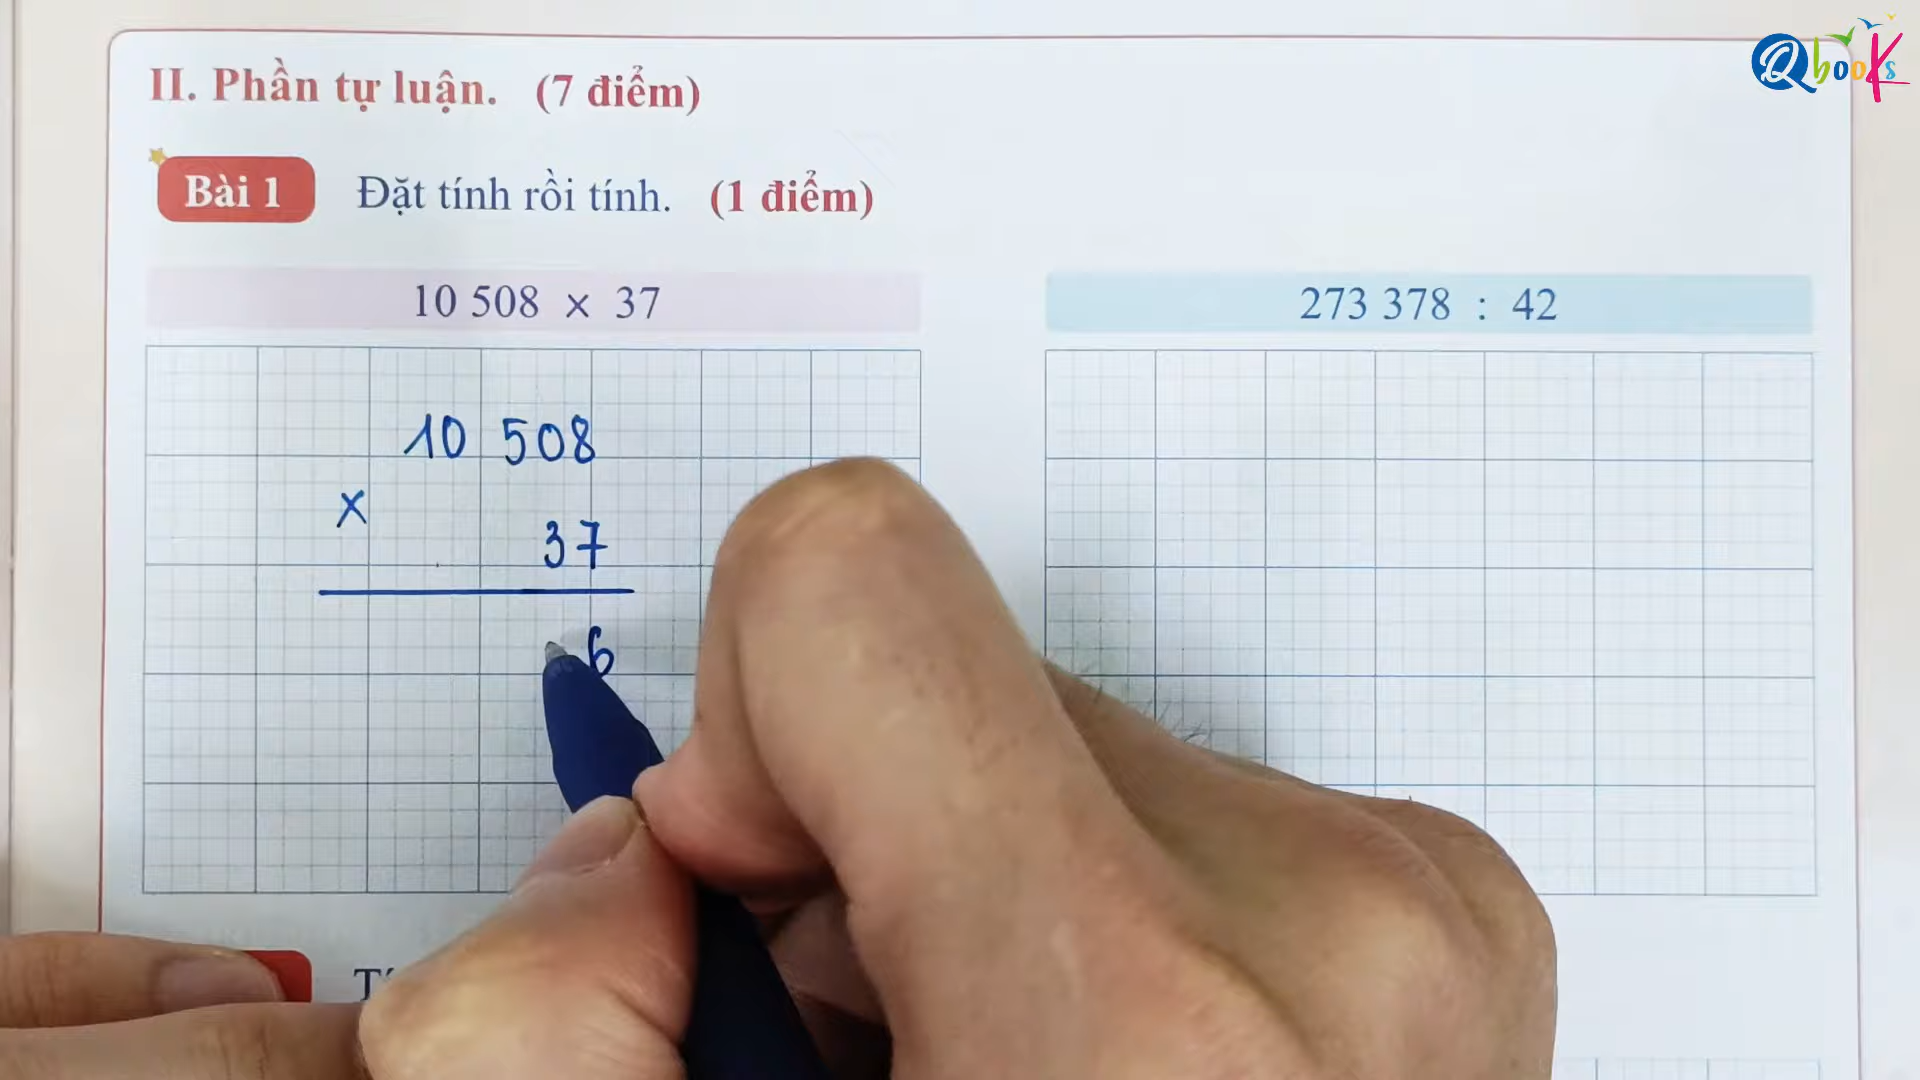 Qbooks
II. Phần tự luận. (7 điểm)
Bài 1 Đặt tính rồi tính. (1 điểm)
10 508 × 37
273 378 : 42
10 508
×
37
6